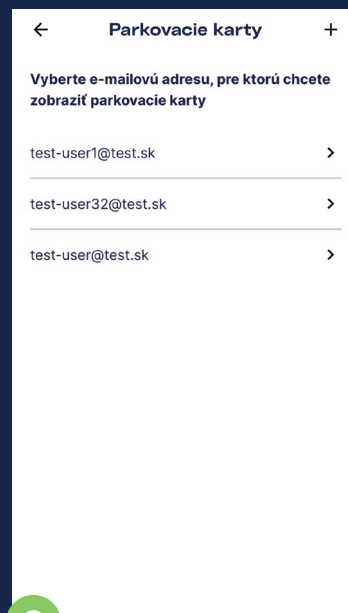 Parkovacie karty
Vyberte e-mailovú adresu, pre ktorú chcete
zobraziť parkovacie karty
test-user1@test.sk
test-user32@test.sk
test-user@test.sk